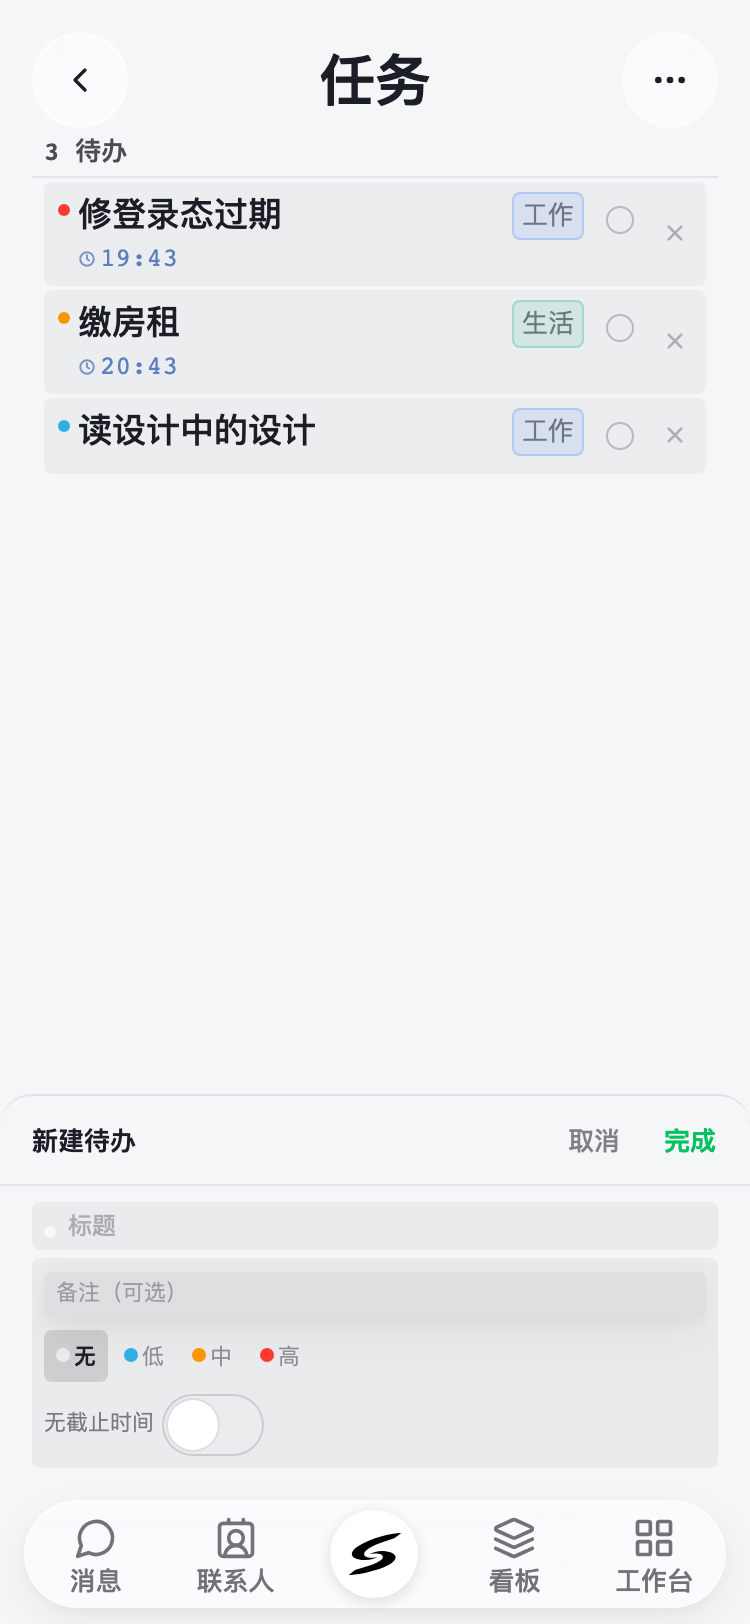 任务
3 待办
修登录态过期 工作
19:43
缴房租 生活
20:43
读设计中的设计 工作
新建待办 取消 完成
标题
备注（可选）
无 低 中 高
无截止时间
消息 联系人 看板 工作台